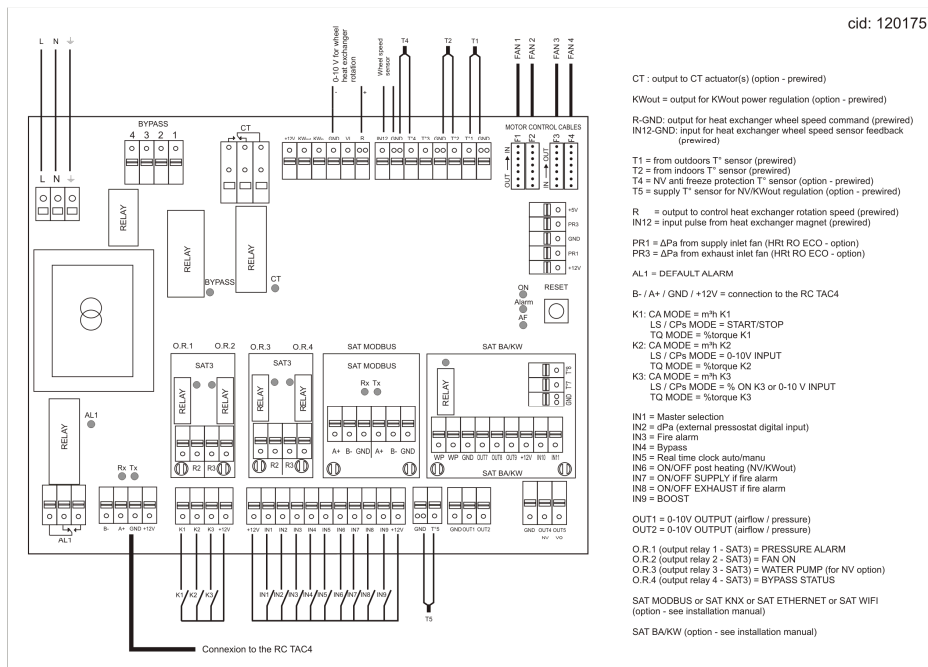 cid: 120175
L N
0-10 V for wheel
heat exchanger
rotation
- +
Wheel speed
sensor
T4
T2
T1
FAN 1
FAN 2
FAN 3
FAN 4
BYPASS
4 3 2 1
CT
+12V KWout KWin GND VI R
IN12 GND T°4 T°3 GND T°2 T°1 GND
MOTOR CONTROL CABLES
F1 F2 F3 F4
OUT IN
IN OUT
L N
RELAY
RELAY
RELAY
BYPASS
CT
+5V
PR3
GND
PR1
+12V
ON
Alarm
AF
RESET
O.R.1 O.R.2
SAT3
RELAY
RELAY
R2 R3
O.R.3 O.R.4
SAT3
RELAY
RELAY
R2 R3
SAT MODBUS
SAT MODBUS
Rx Tx
A+ B- GND A+ B- GND
SAT BA/KW
RELAY
GND T°7 T°8
WP WP GND OUT7 OUT8 OUT9 +12V IN10 IN11
SAT BA/KW
RELAY
AL1
Rx Tx
AL1
B- A+ GND +12V
K1 K2 K3 +12V
+12V IN1 IN2 IN3 IN4 IN5 IN6 IN7 IN8 IN9 +12V
GND T°5
GND OUT1 OUT2
GND OUT4 OUT5
NV
K1 K2 K3
IN1 IN2 IN3 IN4 IN5 IN6 IN7 IN8 IN9
T5
Connexion to the RC TAC4
CT : output to CT actuator(s) (option - prewired)
KWout = output for KWout power regulation (option - prewired)
R-GND: output for heat exchanger wheel speed command (prewired)
IN12-GND: input for heat exchanger wheel speed sensor feedback
(prewired)
T1 = from outdoors T° sensor (prewired)
T2 = from indoors T° sensor (prewired)
T4 = NV anti freeze protection T° sensor (option - prewired)
T5 = supply T° sensor for NV/KWout regulation (option - prewired)
R = output to control heat exchanger rotation speed (prewired)
IN12 = input pulse from heat exchanger magnet (prewired)
PR1 = ΔPa from supply inlet fan (HRt RO ECO - option)
PR3 = ΔPa from exhaust inlet fan (HRt RO ECO - option)
AL1 = DEFAULT ALARM
B- / A+ / GND / +12V = connection to the RC TAC4
K1: CA MODE = m³h K1
LS / CPs MODE = START/STOP
TQ MODE = %torque K1
K2: CA MODE = m³h K2
LS / CPs MODE = 0-10V INPUT
TQ MODE = %torque K2
K3: CA MODE = m³h K3
LS / CPs MODE = % ON K3 or 0-10 V INPUT
TQ MODE = %torque K3
IN1 = Master selection
IN2 = dPa (external pressostat digital input)
IN3 = Fire alarm
IN4 = Bypass
IN5 = Real time clock auto/manu
IN6 = ON/OFF post heating (NV/KWout)
IN7 = ON/OFF SUPPLY if fire alarm
IN8 = ON/OFF EXHAUST if fire alarm
IN9 = BOOST
OUT1 = 0-10V OUTPUT (airflow / pressure)
OUT2 = 0-10V OUTPUT (airflow / pressure)
O.R.1 (output relay 1 - SAT3) = PRESSURE ALARM
O.R.2 (output relay 2 - SAT3) = FAN ON
O.R.3 (output relay 3 - SAT3) = WATER PUMP (for NV option)
O.R.4 (output relay 4 - SAT3) = BYPASS STATUS
SAT MODBUS or SAT KNX or SAT ETHERNET or SAT WIFI
(option - see installation manual)
SAT BA/KW (option - see installation manual)